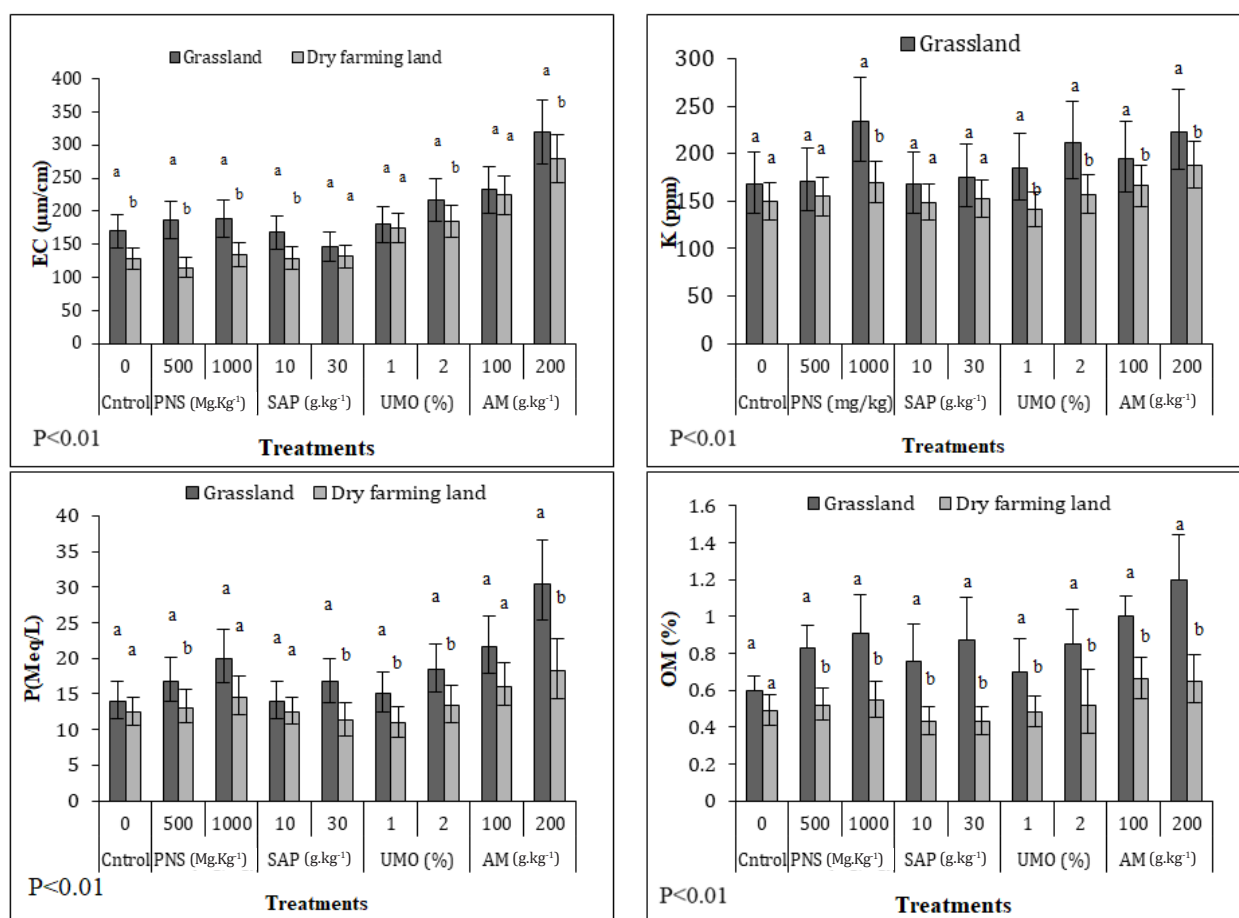 Grassland Dry farming land
EC (µm/cm)
400
350
300
250
200
150
100
50
0
a b a b a b a b a a a a a b a a a b
0 500 1000 10 30 1 2 100 200
Cntrol PNS (Mg.Kg⁻¹) SAP (g.kg⁻¹) UMO (%) AM (g.kg⁻¹)
P<0.01
Treatments
Grassland
K (ppm)
300
250
200
150
100
50
0
a a a a a b a a a a a b a b a b a b
0 500 1000 10 30 1 2 100 200
Cntrol PNS (mg/kg) SAP (g.kg⁻¹) UMO (%) AM (g.kg⁻¹)
P<0.01
Treatments
Grassland Dry farming land
P(Meq/L)
40
35
30
25
20
15
10
5
0
a a a b a a a a a b a b a b a a a b
0 500 1000 10 30 1 2 100 200
Cntrol PNS (Mg.Kg⁻¹) SAP (g.kg⁻¹) UMO (%) AM (g.kg⁻¹)
P<0.01
Treatments
Grassland Dry farming land
OM (%)
1.6
1.4
1.2
1
0.8
0.6
0.4
0.2
0
a a a b a b a b a b a b a b a b a b
0 500 1000 10 30 1 2 100 200
Cntrol PNS (Mg.Kg⁻¹) SAP (g.kg⁻¹) UMO (%) AM (g.kg⁻¹)
P<0.01
Treatments